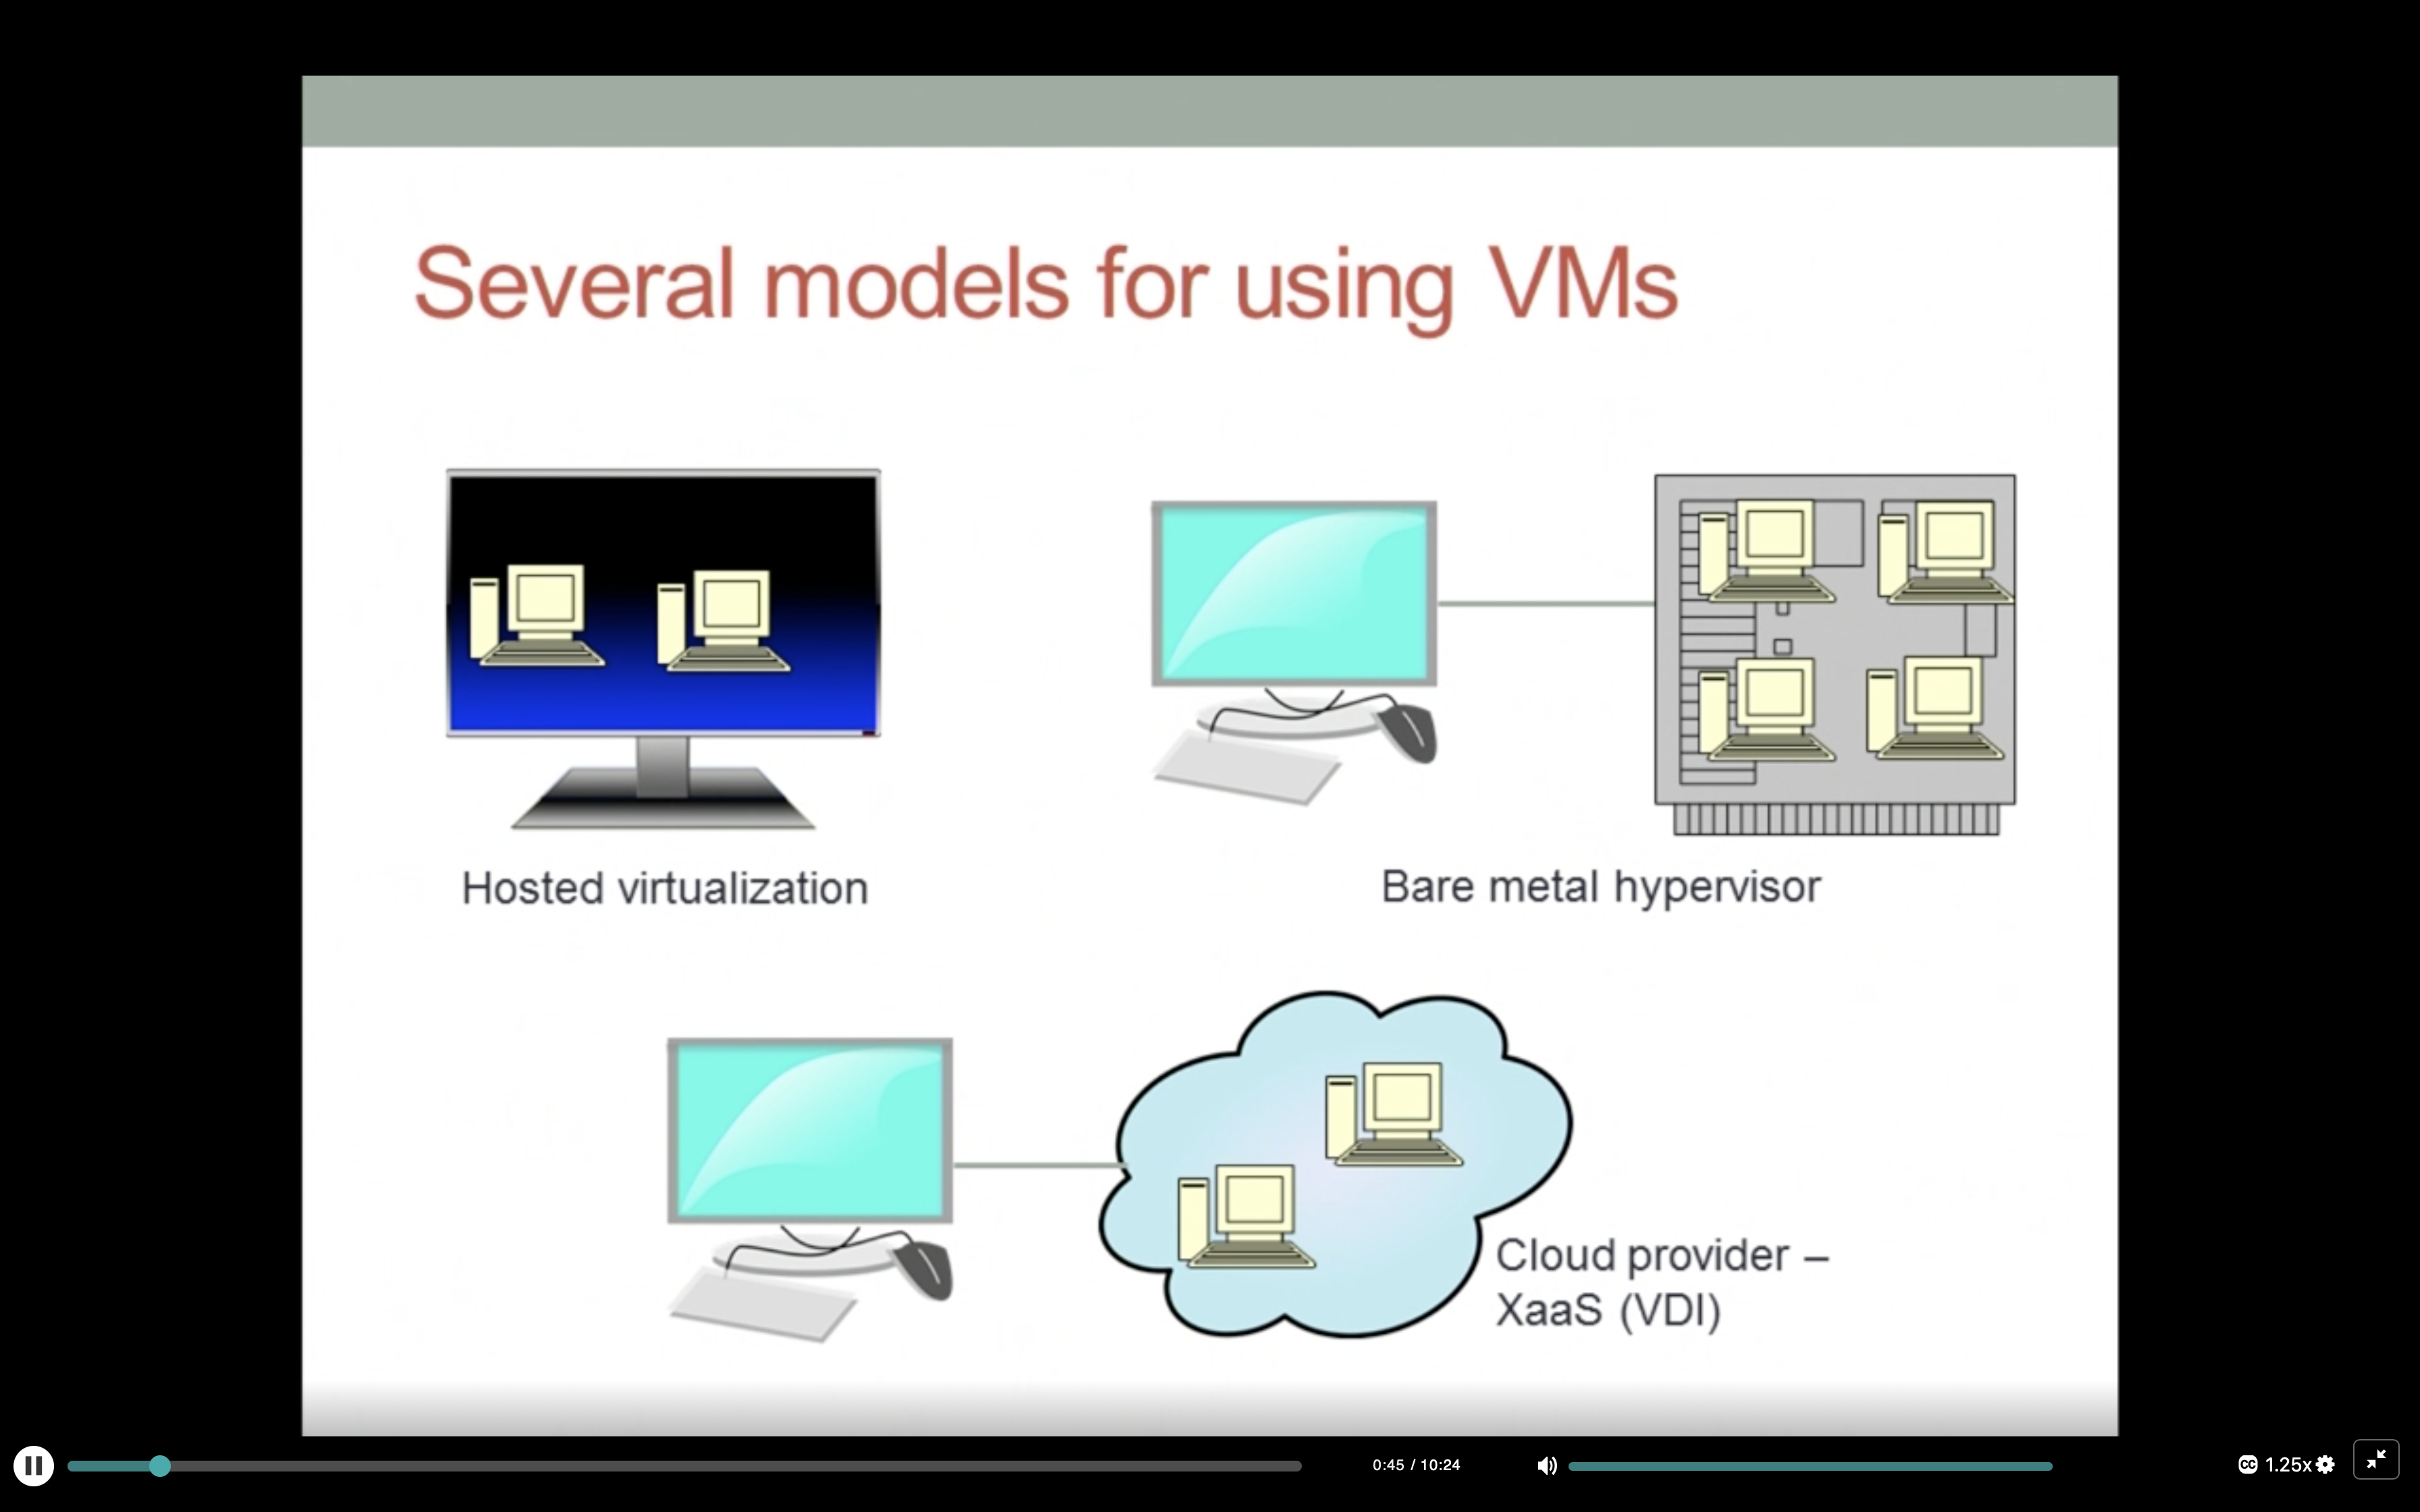 Several models for using VMs
Hosted virtualization
Bare metal hypervisor
Cloud provider –
XaaS (VDI)
0:45 / 10:24
CC 1.25x